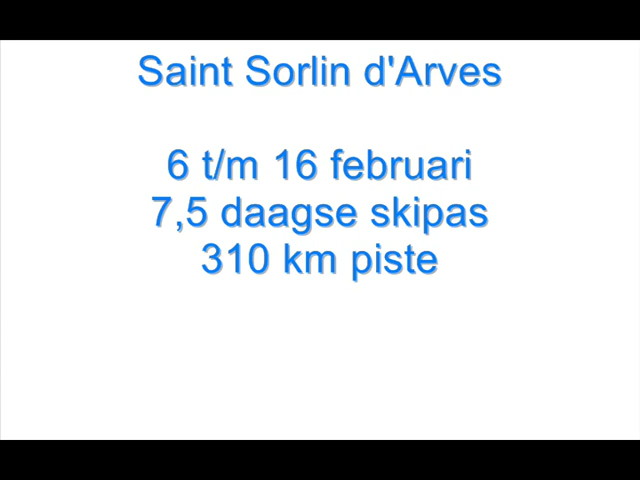 Saint Sorlin d'Arves
6 t/m 16 februari
7,5 daagse skipas
310 km piste